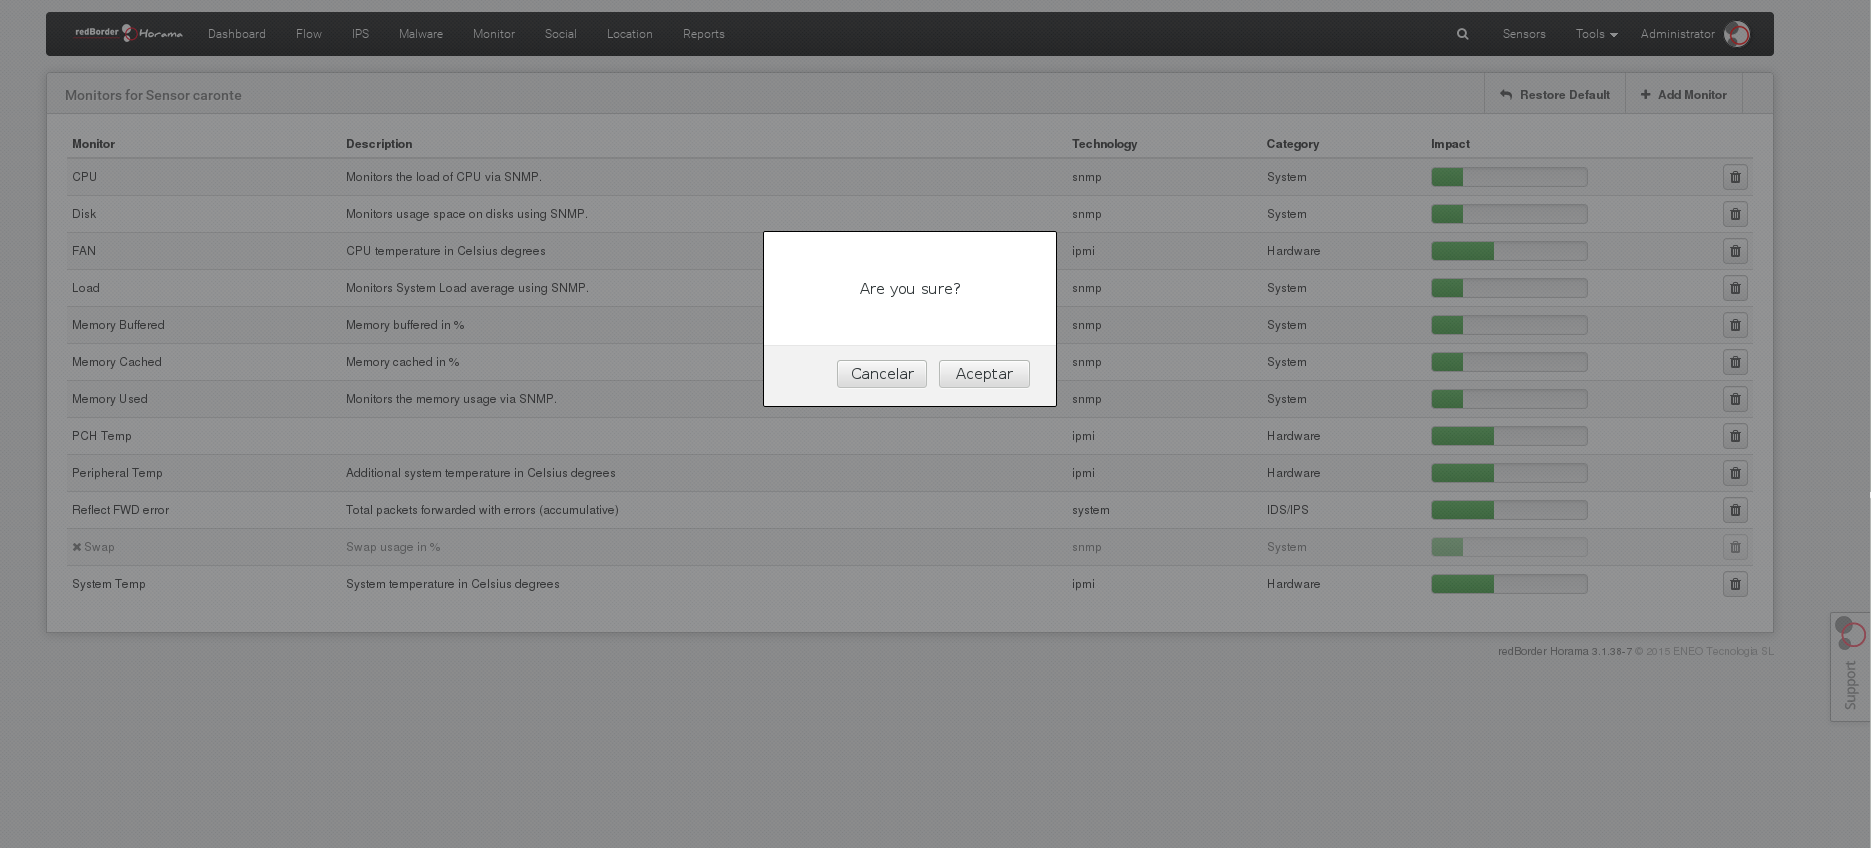 redBorder Horama Dashboard Flow IPS Malware Monitor Social Location Reports Sensors Tools Administrator
Monitors for Sensor caronte Restore Default Add Monitor
Monitor Description Technology Category Impact
CPU Monitors the load of CPU via SNMP. snmp System
Disk Monitors usage space on disks using SNMP. snmp System
FAN CPU temperature in Celsius degrees ipmi Hardware
Load Monitors System Load average using SNMP. snmp System
Memory Buffered Memory buffered in % snmp System
Memory Cached Memory cached in % snmp System
Memory Used Monitors the memory usage via SNMP. snmp System
PCH Temp ipmi Hardware
Peripheral Temp Additional system temperature in Celsius degrees ipmi Hardware
Reflect FWD error Total packets forwarded with errors (accumulative) system IDS/IPS
Swap Swap usage in % snmp System
System Temp System temperature in Celsius degrees ipmi Hardware
Are you sure?
Cancelar Aceptar
redBorder Horama 3.1.38-7 © 2015 ENEO Tecnologia SL
Support